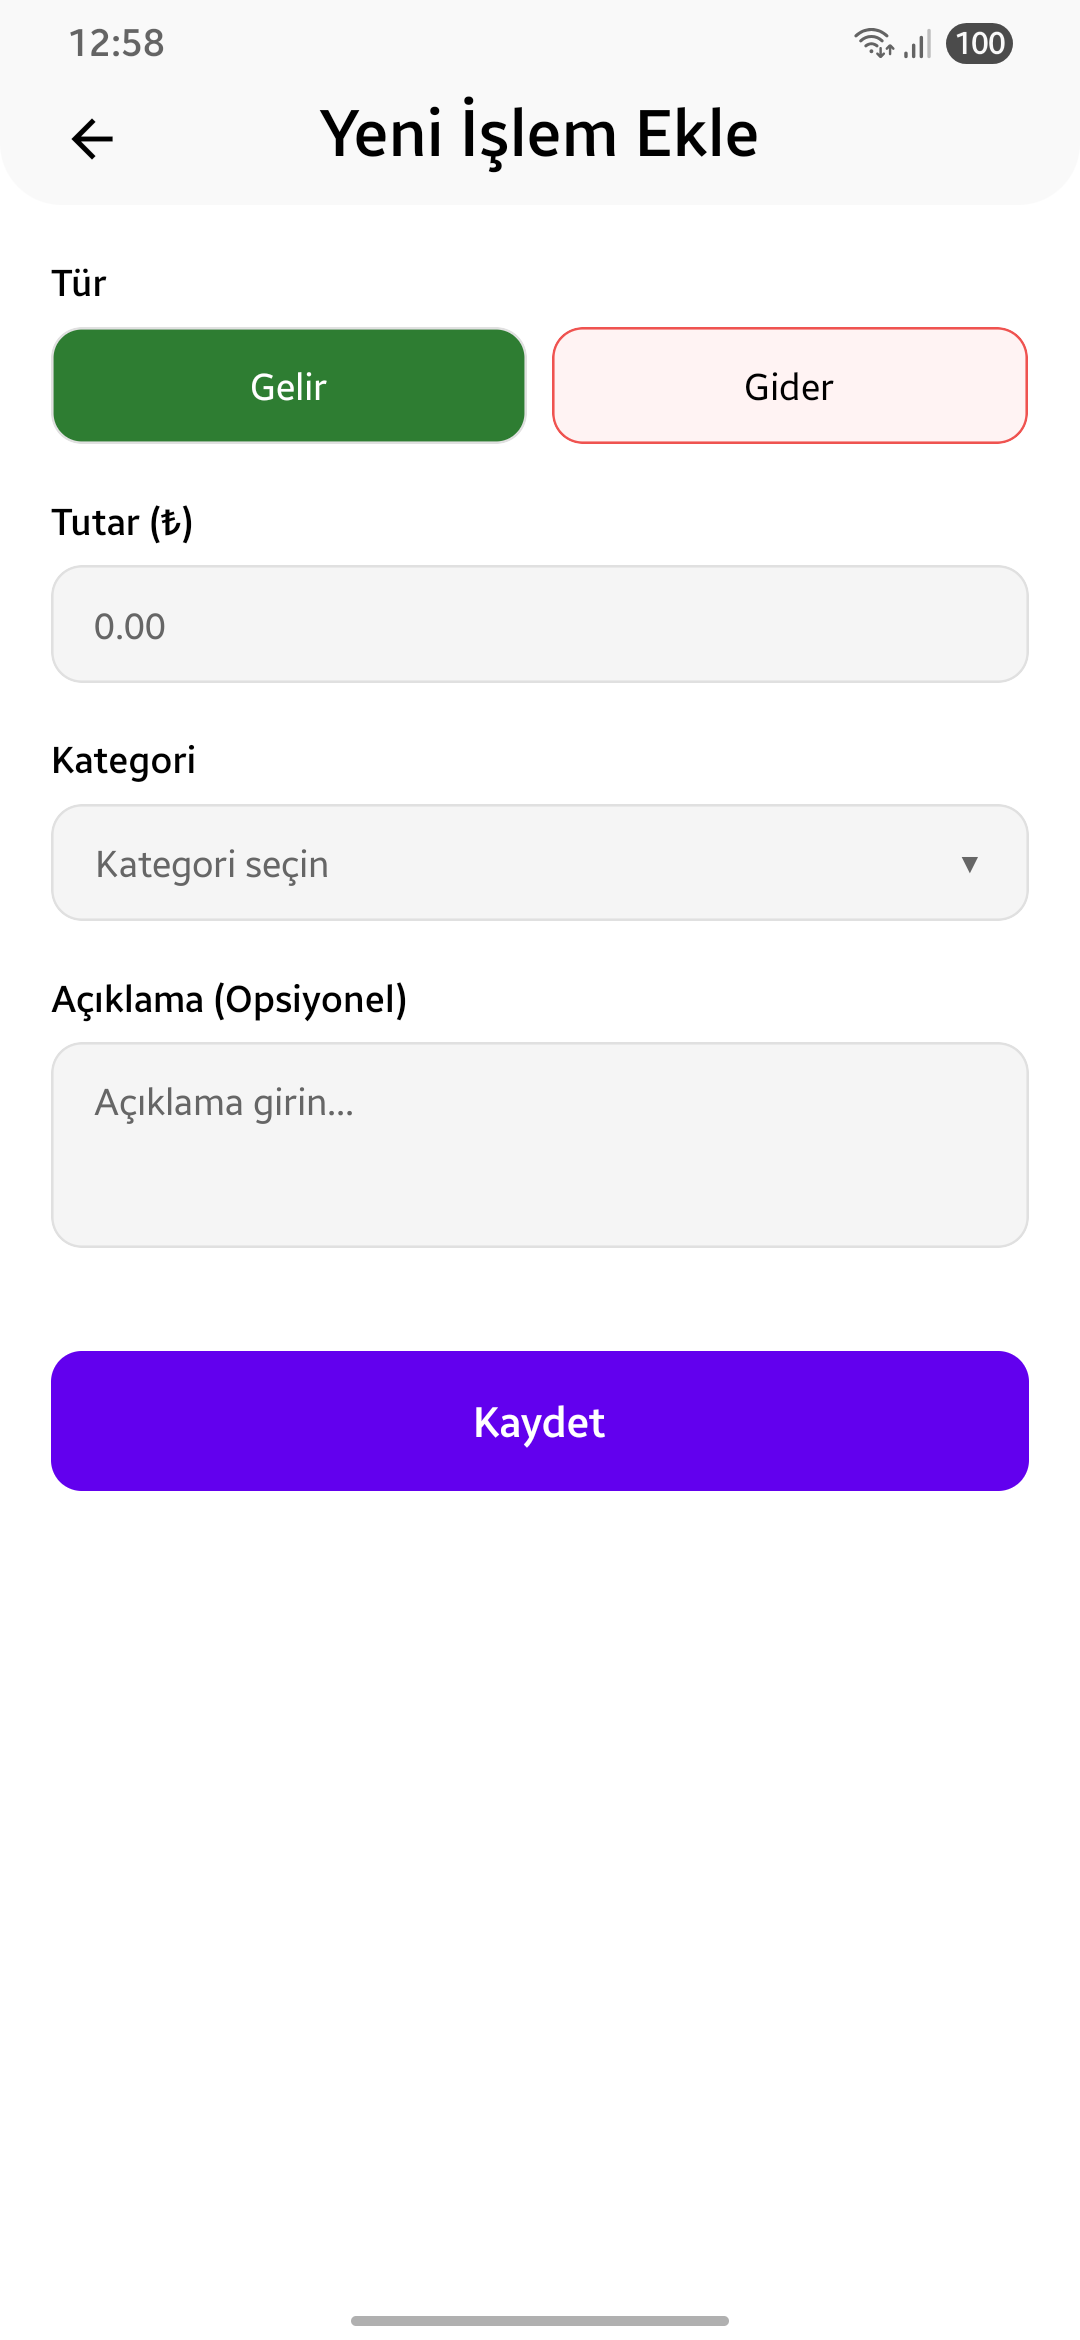 12:58
100
Yeni İşlem Ekle
Tür
Gelir
Gider
Tutar (₺)
0.00
Kategori
Kategori seçin
Açıklama (Opsiyonel)
Açıklama girin...
Kaydet